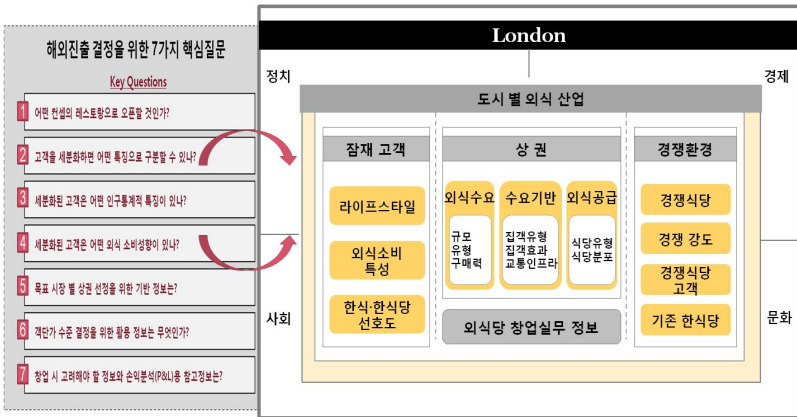 해외진출 결정을 위한 7가지 핵심질문
Key Questions
1 어떤 컨셉의 레스토랑으로 오픈할 것인가?
2 고객을 세분화하면 어떤 특징으로 구분할 수 있나?
3 세분화된 고객은 어떤 인구통계적 특징이 있나?
4 세분화된 고객은 어떤 외식 소비성향이 있나?
5 목표 시장 별 상권 선정을 위한 기반 정보는?
6 객단가 수준 결정을 위한 활용 정보는 무엇인가?
7 창업 시 고려해야 할 정보와 손익분석(P&L)용 참고정보는?
London
정치
경제
도시 별 외식 산업
잠재 고객
라이프스타일
외식소비
특성
한식·한식당
선호도
상 권
외식수요
규모
유형
구매력
수요기반
집객유형
집객효과
교통인프라
외식공급
식당유형
식당분포
외식당 창업실무 정보
경쟁환경
경쟁식당
경쟁 강도
경쟁식당
고객
기존 한식당
사회
문화